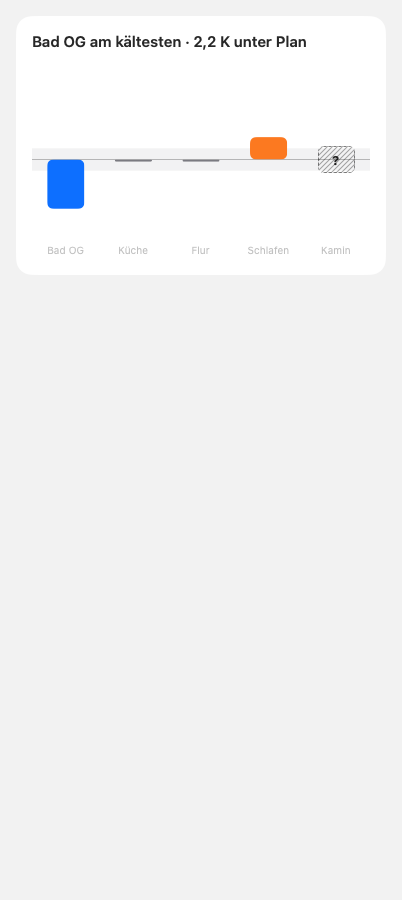 Bad OG am kältesten · 2,2 K unter Plan
?
Bad OG Küche Flur Schlafen Kamin